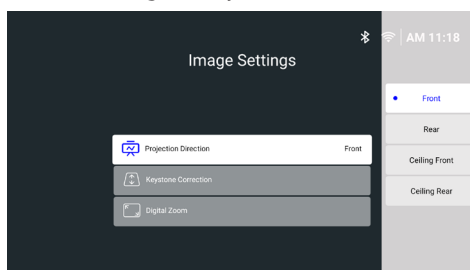 AM 11:18
Image Settings
Front
Rear
Ceiling Front
Ceiling Rear
Projection Direction Front
Keystone Correction
Digital Zoom